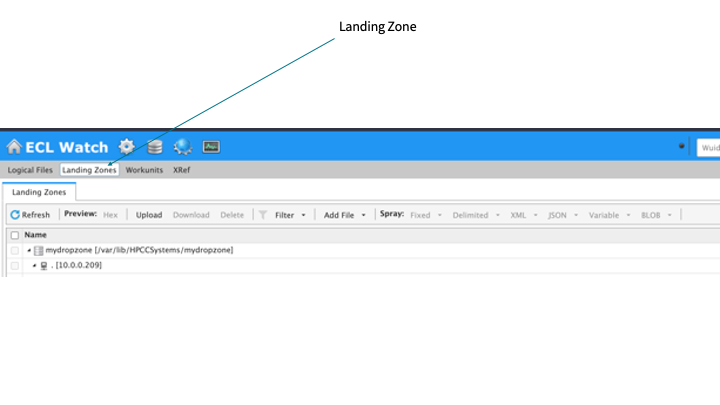 Landing Zone
ECL Watch
Wuid
Logical Files Landing Zones Workunits XRef
Landing Zones
Refresh Preview: Hex Upload Download Delete Filter Add File Spray: Fixed Delimited XML JSON Variable BLOB
Name
mydropzone [/var/lib/HPCCSystems/mydropzone]
. [10.0.0.209]